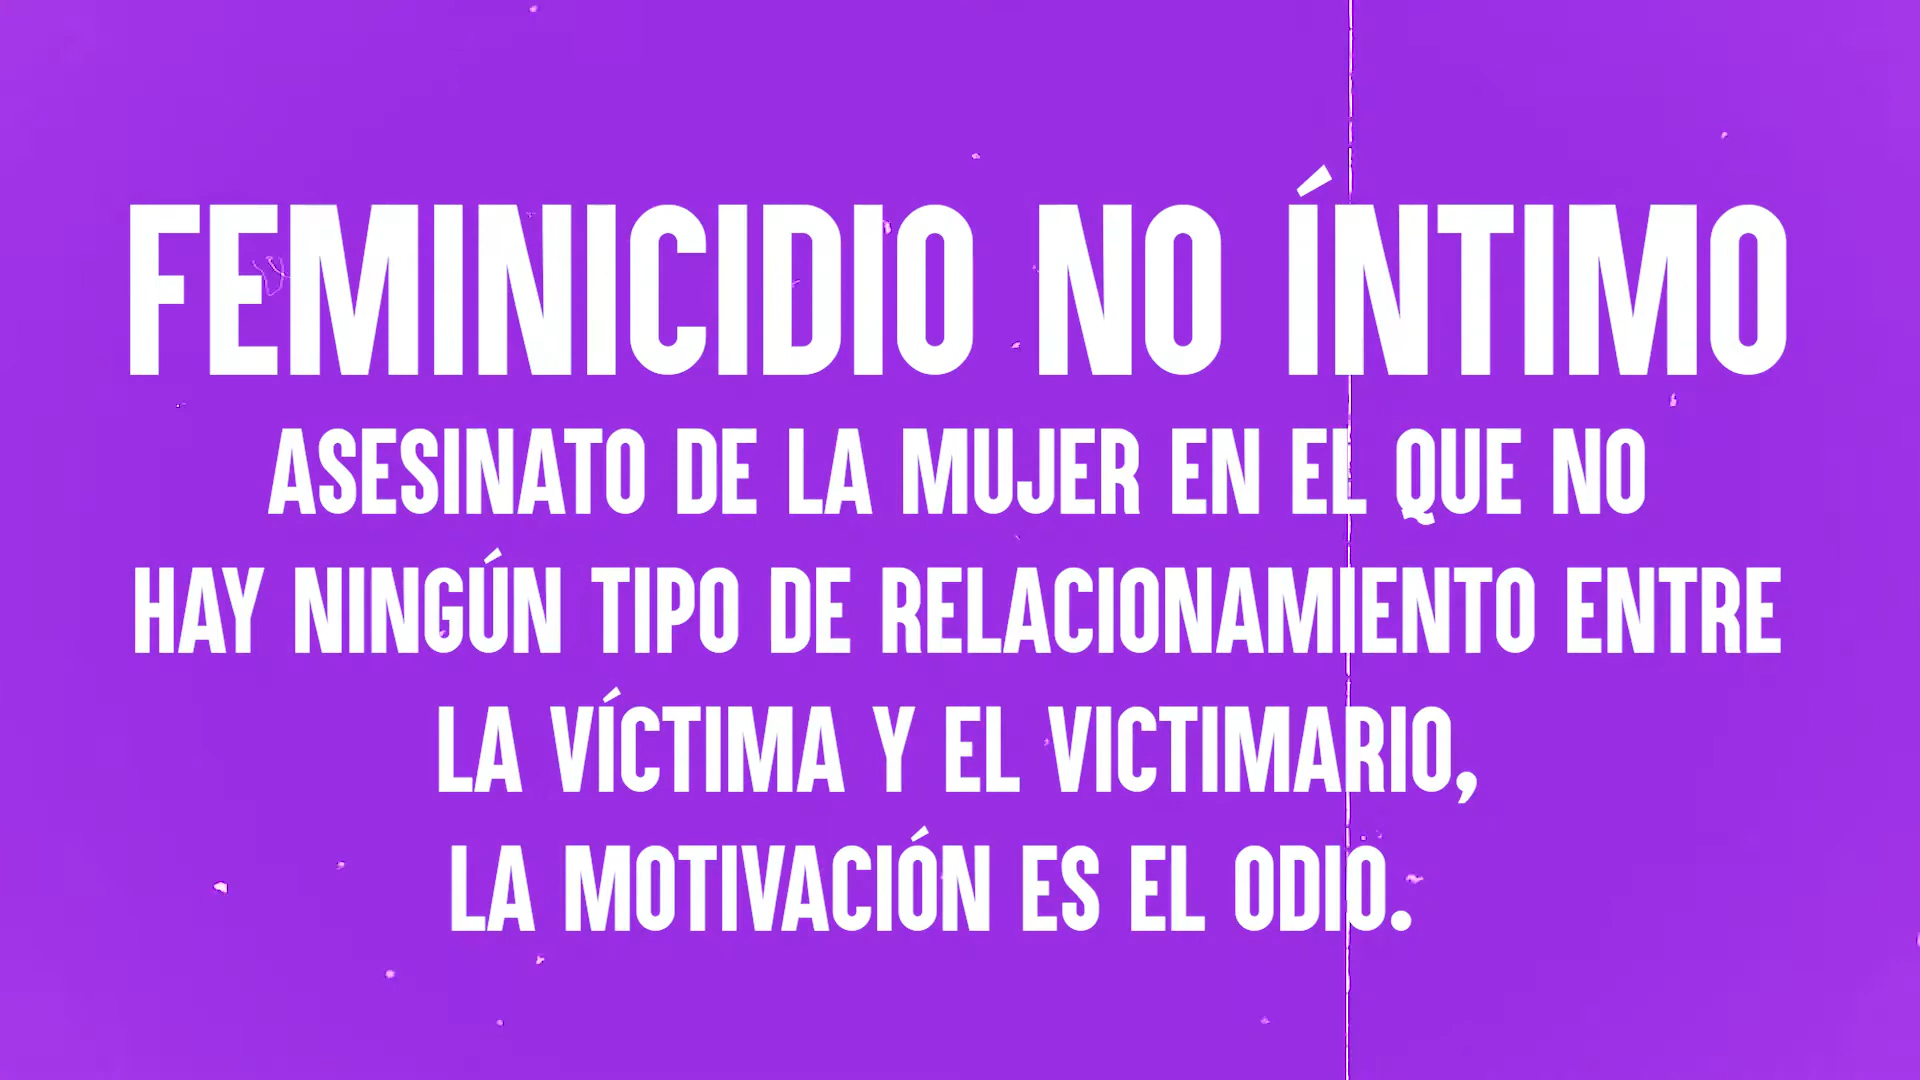 FEMINICIDIO NO ÍNTIMO
ASESINATO DE LA MUJER EN EL QUE NO
HAY NINGÚN TIPO DE RELACIONAMIENTO ENTRE
LA VÍCTIMA Y EL VICTIMARIO,
LA MOTIVACIÓN ES EL ODIO.